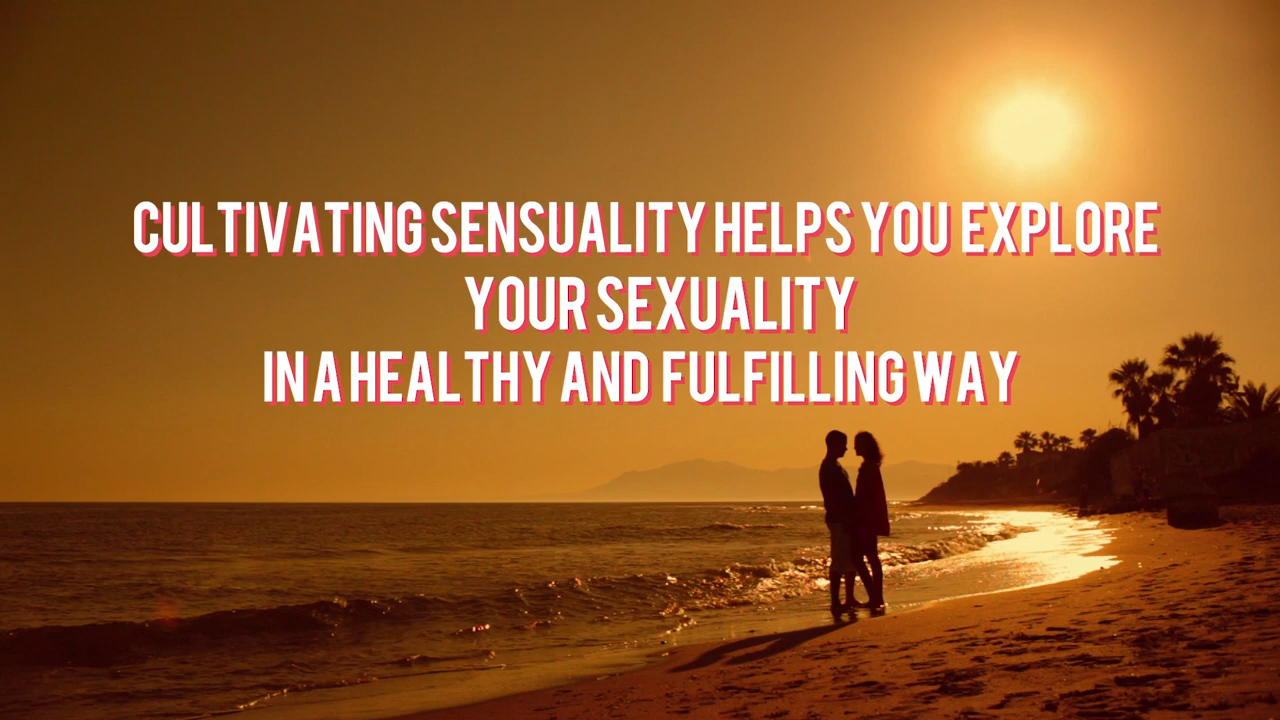 CULTIVATING SENSUALITY HELPS YOU EXPLORE
YOUR SEXUALITY
IN A HEALTHY AND FULFILLING WAY